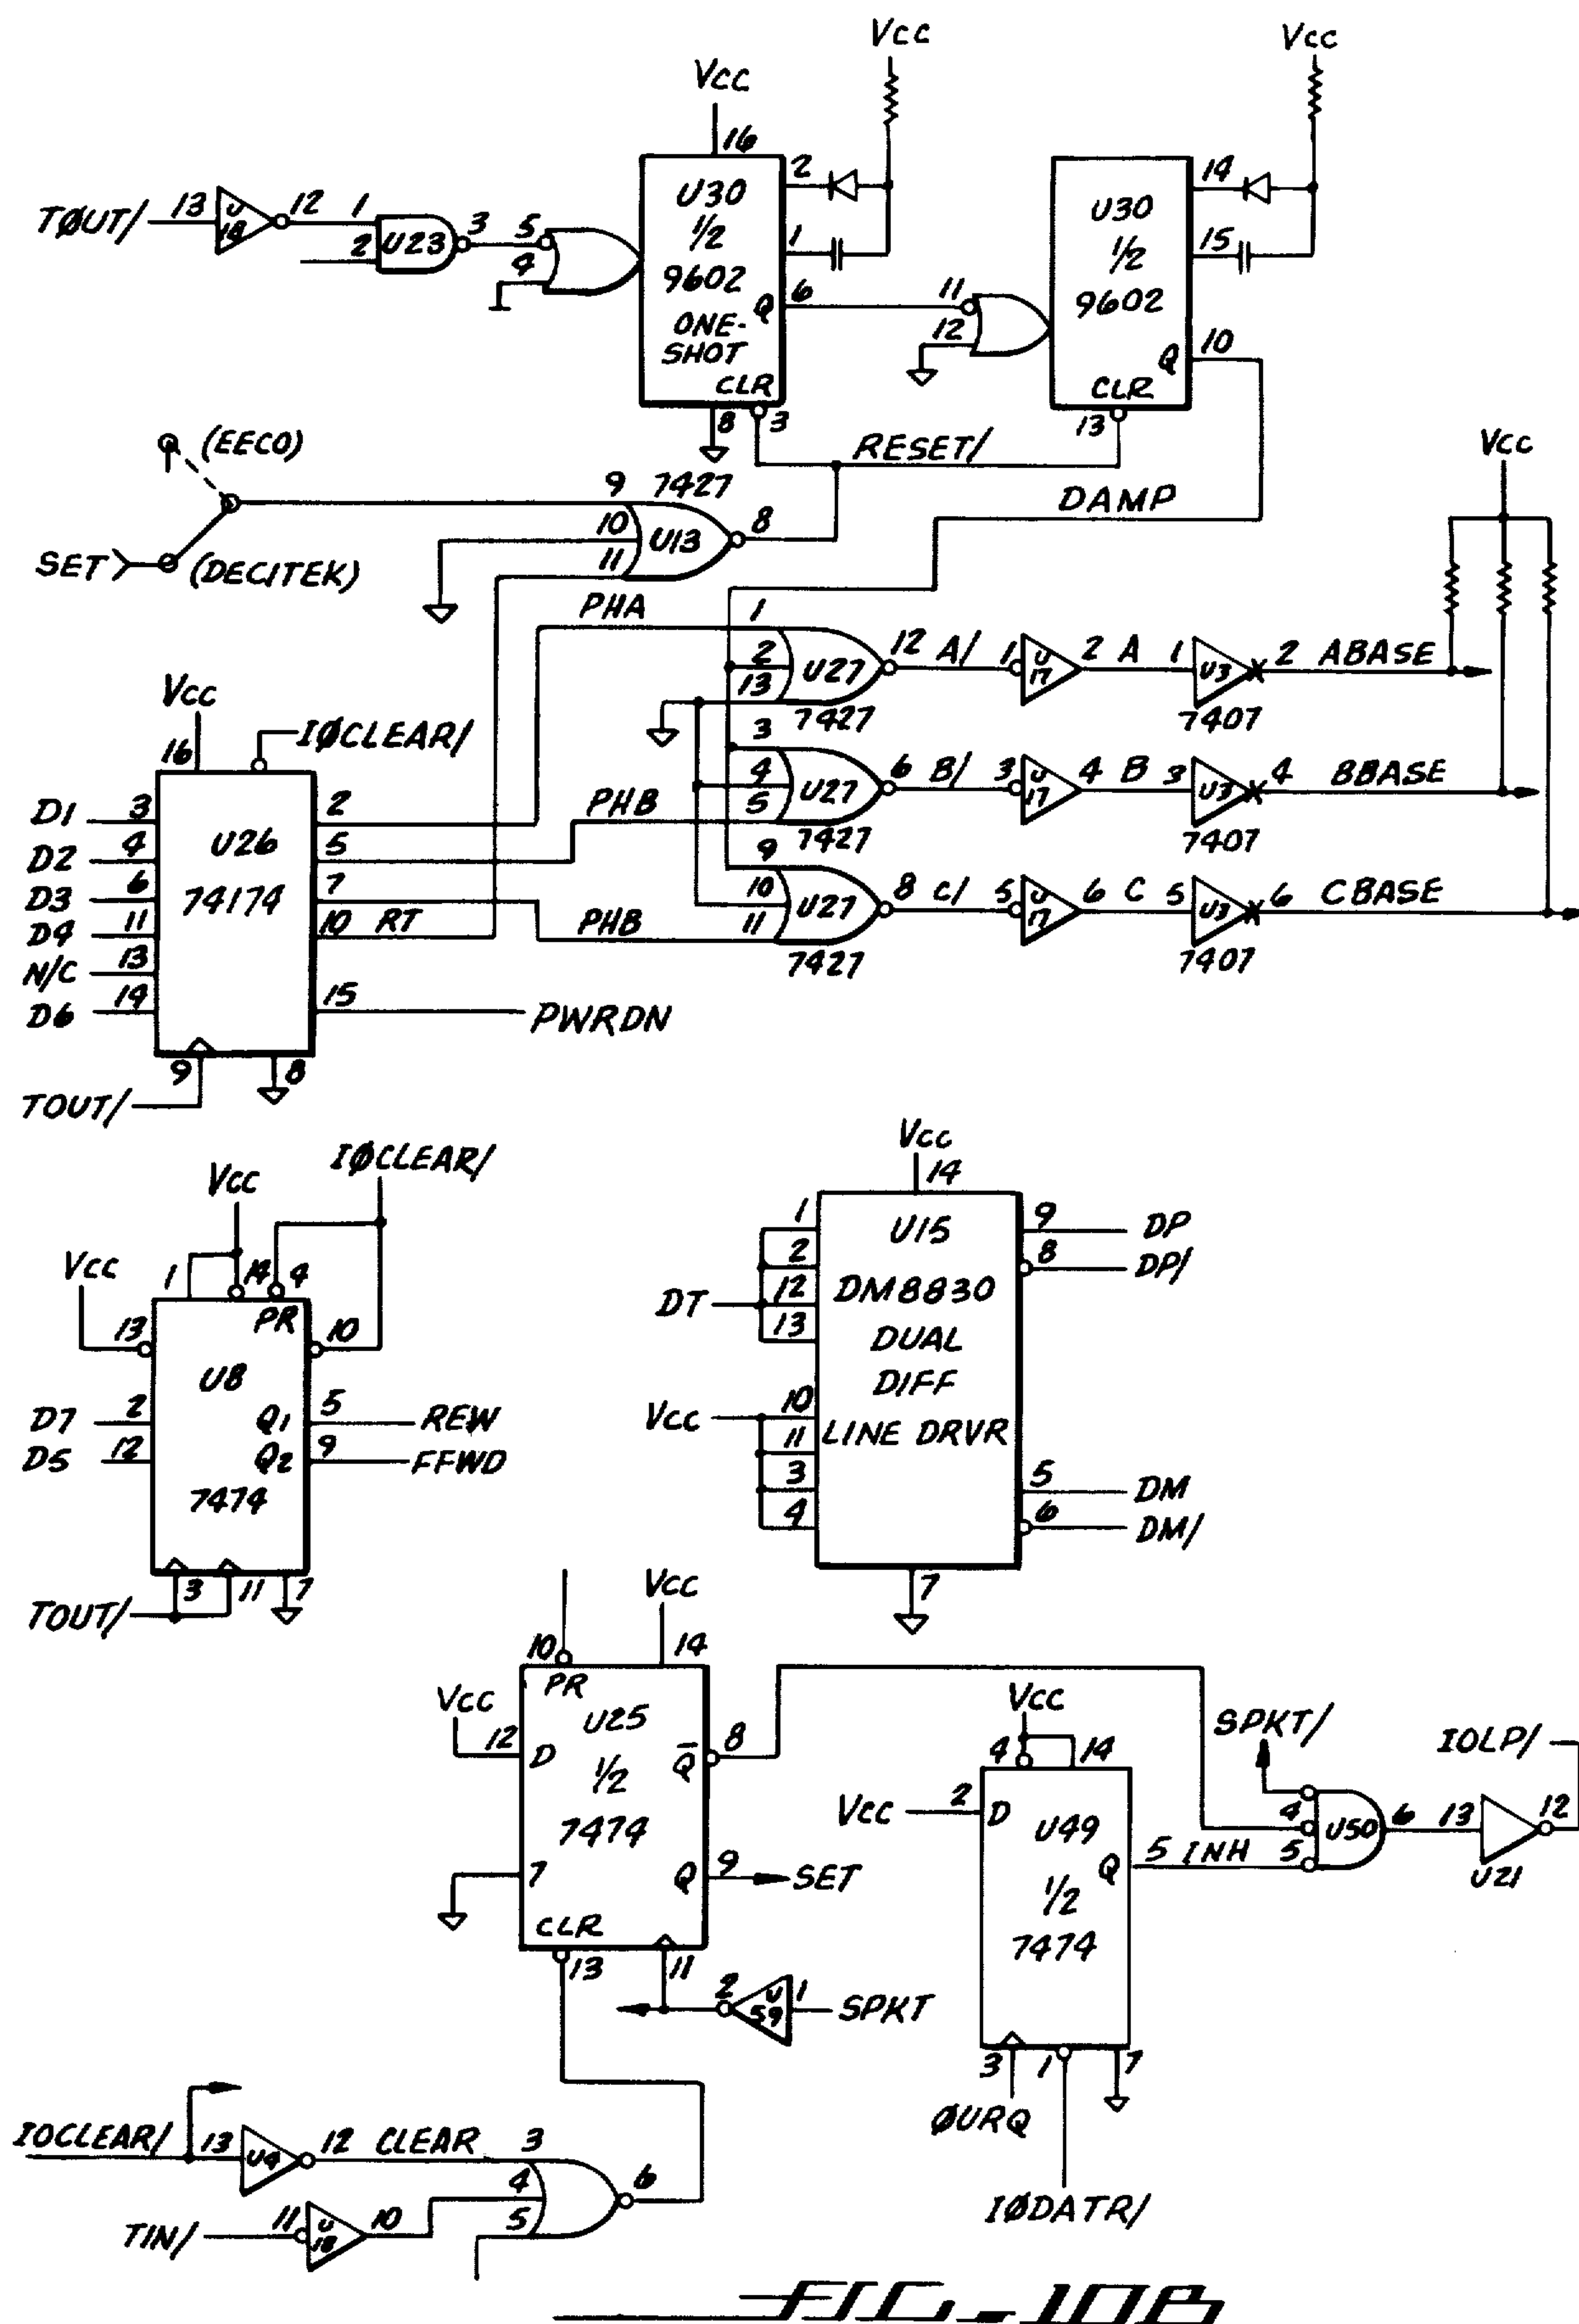 Vcc
Vcc
Vcc
16
2
14
U30
1/2
9602
ONE-
SHOT
Q
CLR
U30
1/2
9602
Q
CLR
TØUT/
13
U
18
12
1
2
U23
3
5
4
1
6
8
3
11
12
15
10
13
RESET/
DAMP
(EECO)
SET
(DECITEK)
9
7427
10
11
U13
8
Vcc
PHA
1
2
13
U27
7427
12
A/
1
U
17
2
A
1
U3
7407
2
ABASE
Vcc
16
IØCLEAR/
3
4
5
U27
7427
6
B/
3
U
17
4
B
3
U3
7407
4
BBASE
D1
3
D2
4
D3
6
D4
11
N/C
13
D6
14
U26
74174
2
5
7
10
RT
15
PHB
PHB
PWRDN
9
10
11
U27
7427
8
C/
5
U
17
6
C
5
U3
7407
6
CBASE
9
8
TOUT/
IØCLEAR/
Vcc
Vcc
1
14
4
PR
13
10
U8
D7
2
D5
12
Q1
5
REW
Q2
9
FFWD
7474
3
11
7
TOUT/
Vcc
14
U15
DM8830
DUAL
DIFF
LINE DRVR
1
2
12
13
DT
Vcc
10
11
3
4
9
DP
8
DP/
5
DM
6
DM/
7
Vcc
10
14
PR
U25
1/2
7474
Vcc
12
D
Q̅
8
7
Q
9
SET
CLR
13
11
2
U
59
1
SPKT
Vcc
4
14
Vcc
2
D
U49
1/2
7474
Q
5
INH
3
1
7
ØURQ
IØDATR/
SPKT/
4
5
U50
6
13
U21
12
IOLP/
IOCLEAR/
13
U4
12
CLEAR
3
4
5
6
TIN/
11
U
18
10
FIG-10B